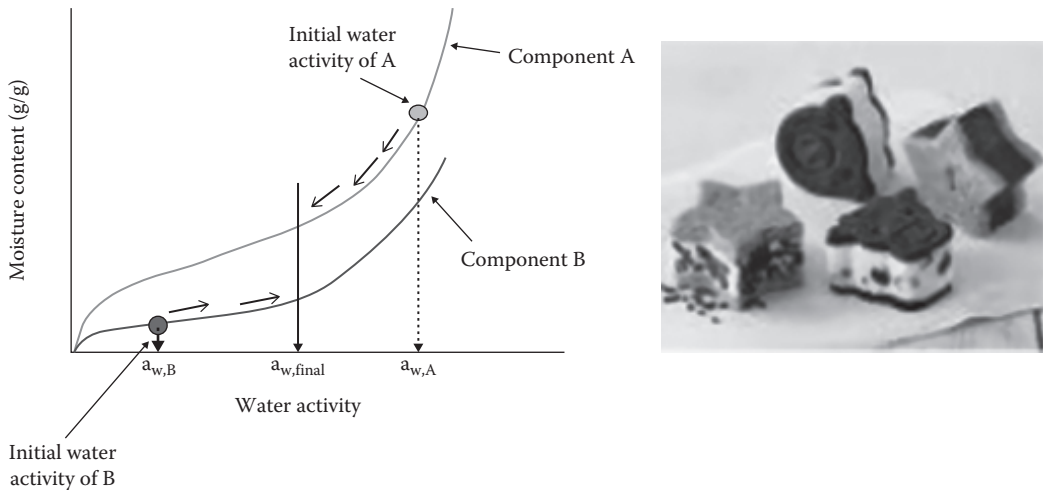 Initial water
activity of A
Component A
Moisture content (g/g)
Component B
a_w,B
a_w,final
a_w,A
Water activity
Initial water
activity of B